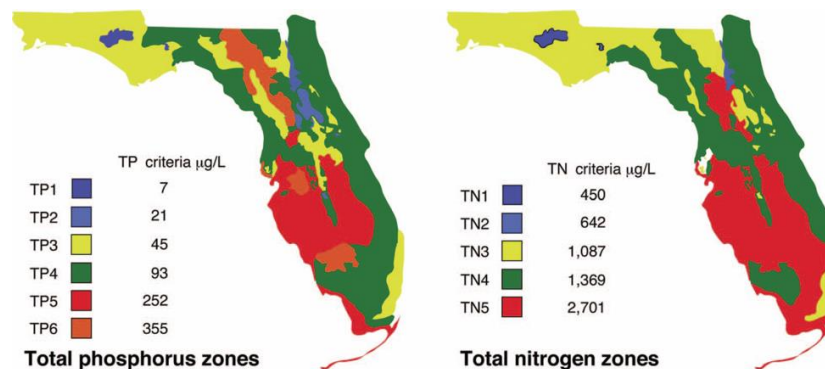 TP criteria µg/L
TP1 7
TP2 21
TP3 45
TP4 93
TP5 252
TP6 355
Total phosphorus zones
TN criteria µg/L
TN1 450
TN2 642
TN3 1,087
TN4 1,369
TN5 2,701
Total nitrogen zones